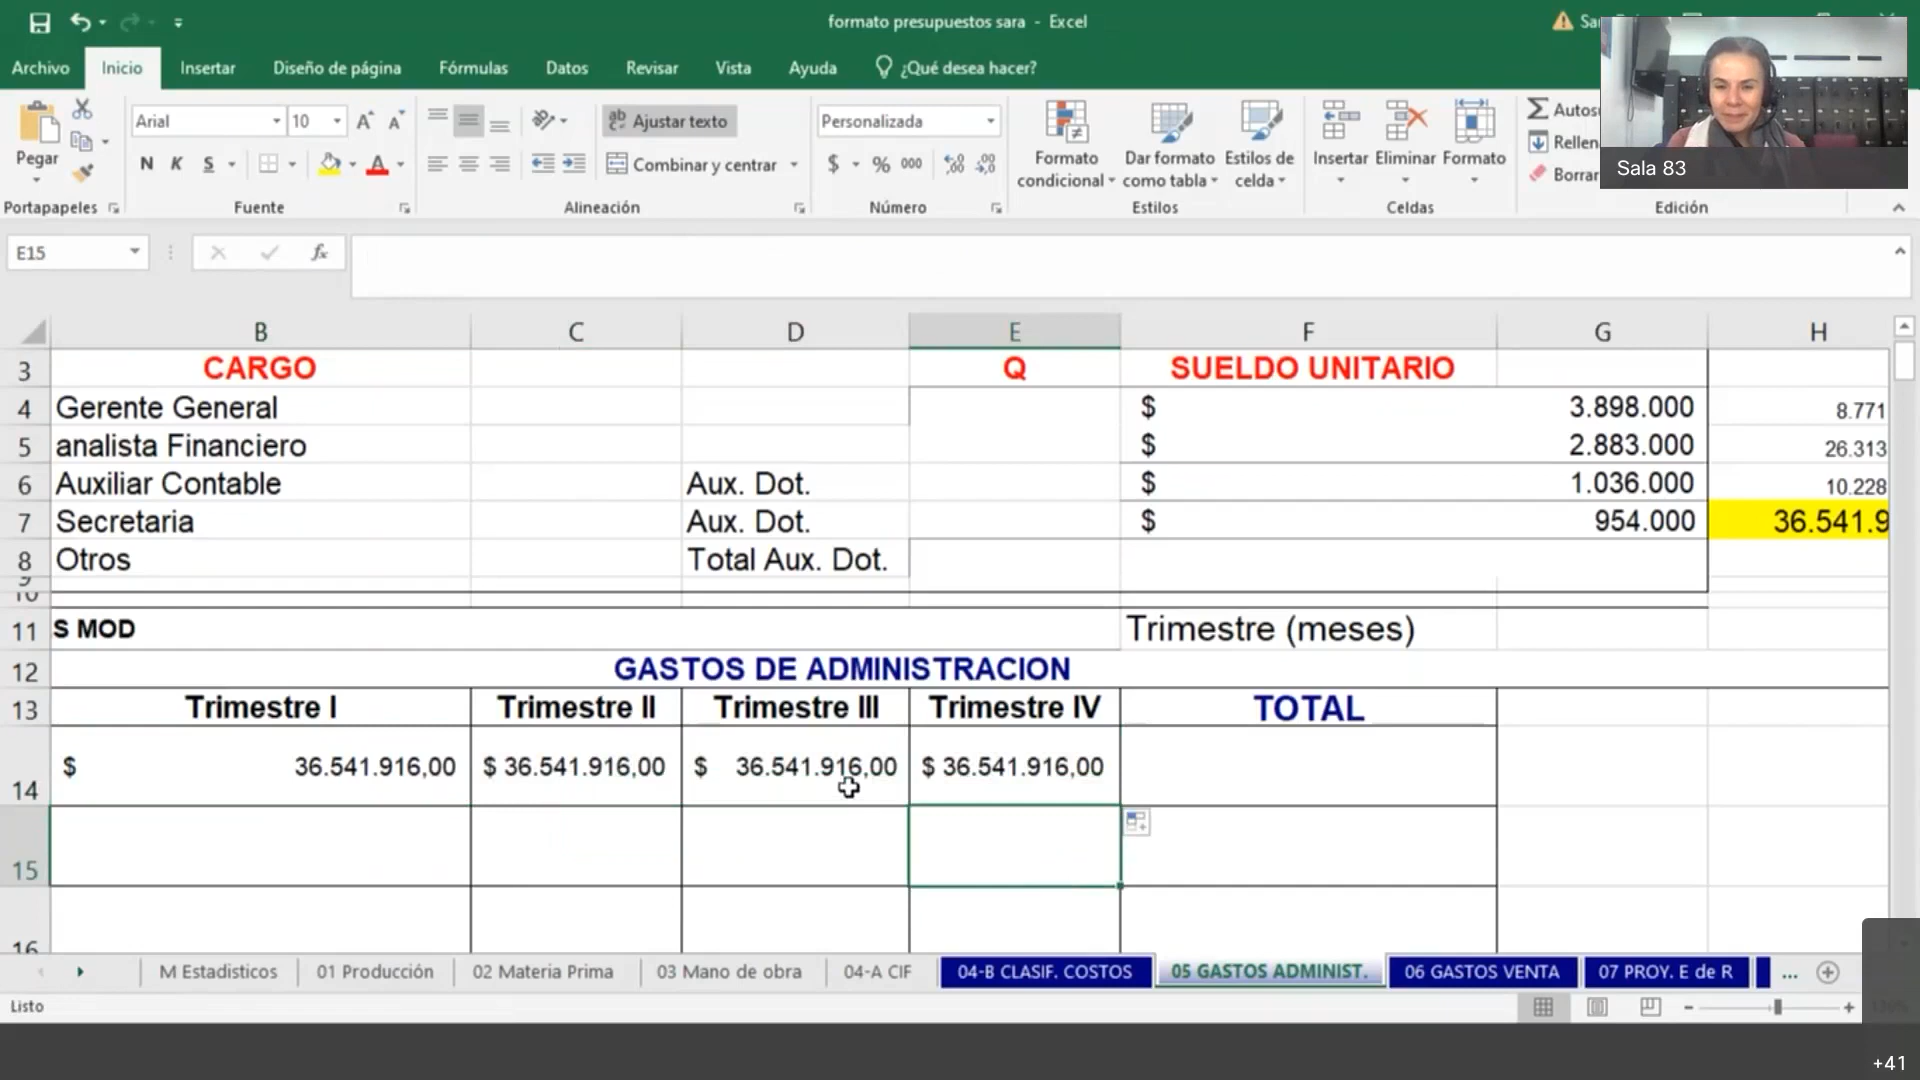 formato presupuestos sara - Excel
Archivo Inicio Insertar Diseño de página Fórmulas Datos Revisar Vista Ayuda ¿Qué desea hacer?
Pegar
Arial 10
N K S
Ajustar texto
Combinar y centrar
Personalizada
$ % 000
Formato condicional
Dar formato como tabla
Estilos de celda
Insertar Eliminar Formato
Sala 83
Portapapeles Fuente Alineación Número Estilos Celdas Edición
E15 fx
B C D E F G H
3 CARGO Q SUELDO UNITARIO
4 Gerente General $ 3.898.000 8.771
5 analista Financiero $ 2.883.000 26.313
6 Auxiliar Contable Aux. Dot. $ 1.036.000 10.228
7 Secretaria Aux. Dot. $ 954.000 36.541.9
8 Otros Total Aux. Dot.
11 S MOD Trimestre (meses)
12 GASTOS DE ADMINISTRACION
13 Trimestre I Trimestre II Trimestre III Trimestre IV TOTAL
14 $ 36.541.916,00 $ 36.541.916,00 $ 36.541.916,00 $ 36.541.916,00
15
16
M Estadisticos 01 Producción 02 Materia Prima 03 Mano de obra 04-A CIF 04-B CLASIF. COSTOS 05 GASTOS ADMINIST. 06 GASTOS VENTA 07 PROY. E de R ...
Listo
+41